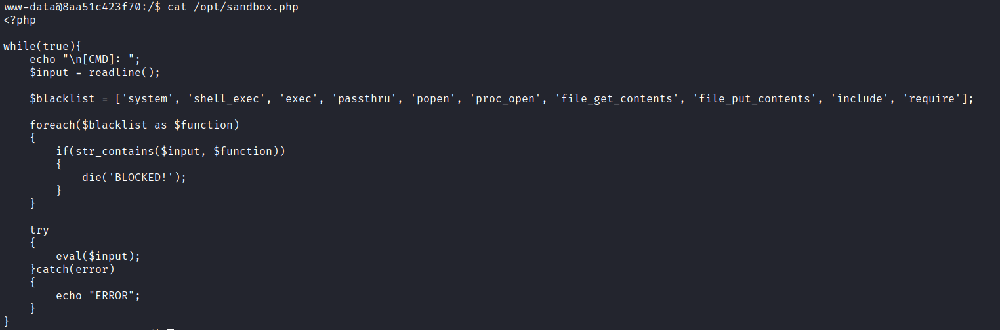 www-data@8aa51c423f70:/$ cat /opt/sandbox.php
<?php

while(true){
    echo "\n[CMD]: ";
    $input = readline();

    $blacklist = ['system', 'shell_exec', 'exec', 'passthru', 'popen', 'proc_open', 'file_get_contents', 'file_put_contents', 'include', 'require'];

    foreach($blacklist as $function)
    {
        if(str_contains($input, $function))
        {
            die('BLOCKED!');
        }
    }

    try
    {
        eval($input);
    }catch(error)
    {
        echo "ERROR";
    }
}